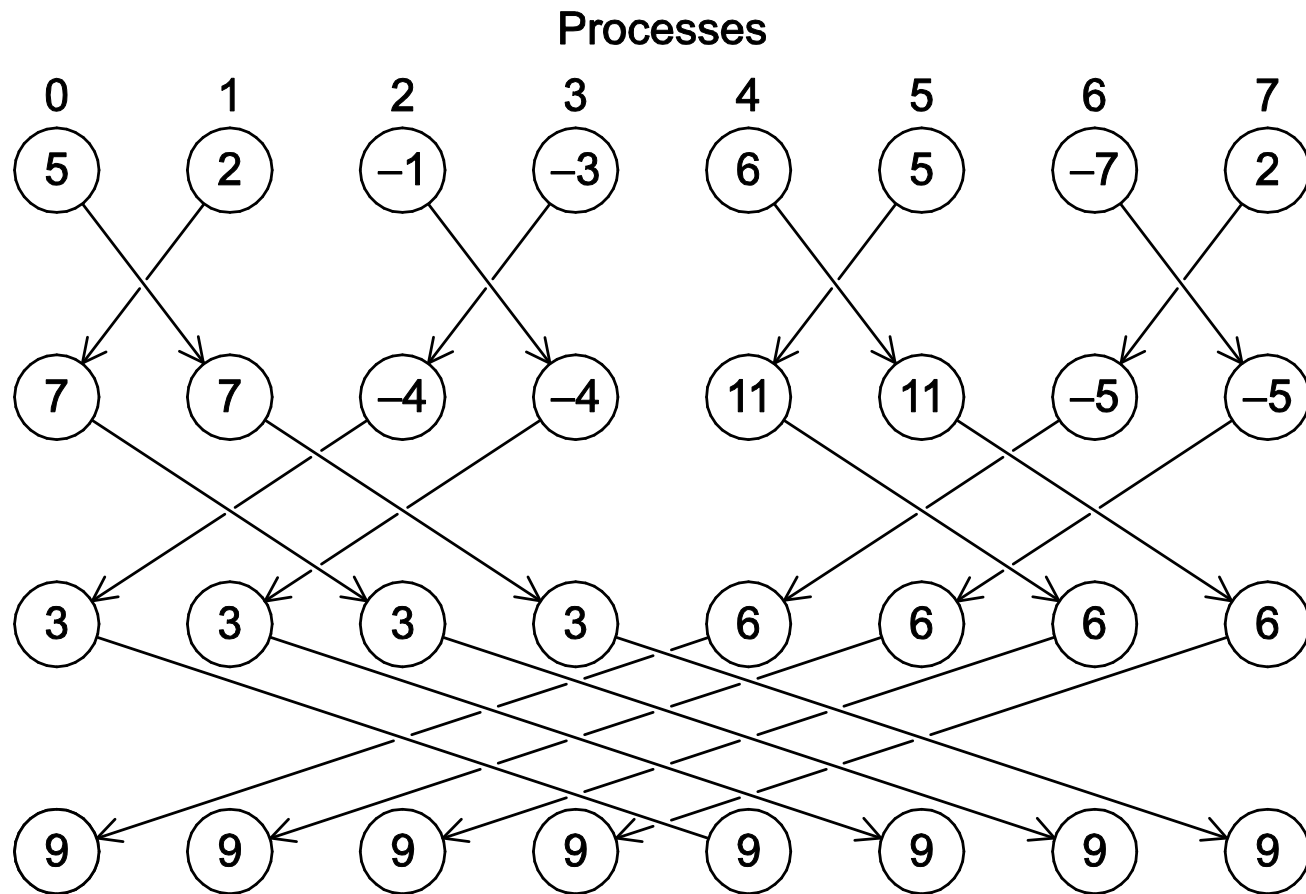 Processes
0 1 2 3 4 5 6 7
5 2 –1 –3 6 5 –7 2
7 7 –4 –4 11 11 –5 –5
3 3 3 3 6 6 6 6
9 9 9 9 9 9 9 9